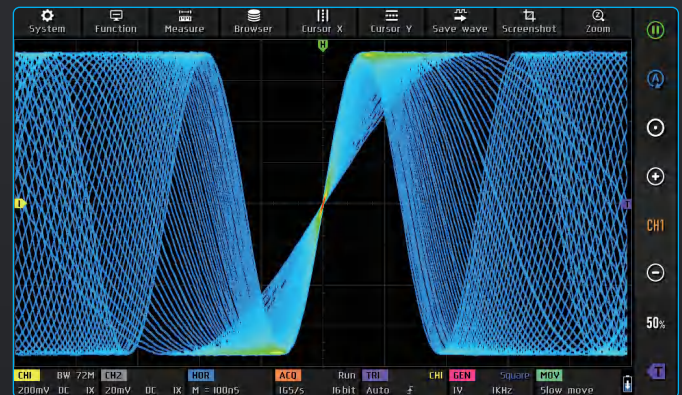 System Function Measure Browser Cursor X Cursor Y Save wave Screenshot Zoom
H
A
1
T
CH1
50%
T
CH1 BW 72M CH2 HOR ACQ Run TRI CH1 GEN Square MOV
200mV DC 1X 20mV DC 1X M = 100nS 1GS/s 16bit Auto 1V 1KHz Slow move